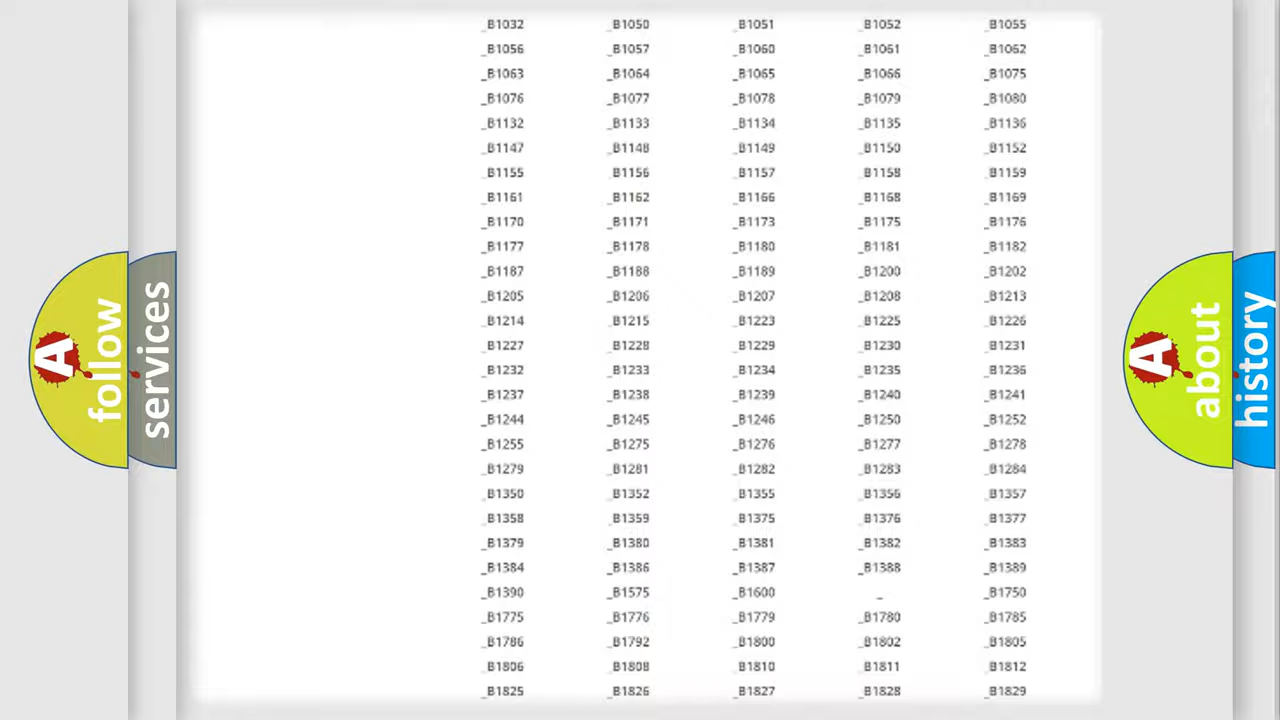 _B1032 _B1050 _B1051 _B1052 _B1055
_B1056 _B1057 _B1060 _B1061 _B1062
_B1063 _B1064 _B1065 _B1066 _B1075
_B1076 _B1077 _B1078 _B1079 _B1080
_B1132 _B1133 _B1134 _B1135 _B1136
_B1147 _B1148 _B1149 _B1150 _B1152
_B1155 _B1156 _B1157 _B1158 _B1159
_B1161 _B1162 _B1166 _B1168 _B1169
_B1170 _B1171 _B1173 _B1175 _B1176
_B1177 _B1178 _B1180 _B1181 _B1182
_B1187 _B1188 _B1189 _B1200 _B1202
_B1205 _B1206 _B1207 _B1208 _B1213
_B1214 _B1215 _B1223 _B1225 _B1226
_B1227 _B1228 _B1229 _B1230 _B1231
_B1232 _B1233 _B1234 _B1235 _B1236
_B1237 _B1238 _B1239 _B1240 _B1241
_B1244 _B1245 _B1246 _B1250 _B1252
_B1255 _B1275 _B1276 _B1277 _B1278
_B1279 _B1281 _B1282 _B1283 _B1284
_B1350 _B1352 _B1355 _B1356 _B1357
_B1358 _B1359 _B1375 _B1376 _B1377
_B1379 _B1380 _B1381 _B1382 _B1383
_B1384 _B1386 _B1387 _B1388 _B1389
_B1390 _B1575 _B1600 _ _B1750
_B1775 _B1776 _B1779 _B1780 _B1785
_B1786 _B1792 _B1800 _B1802 _B1805
_B1806 _B1808 _B1810 _B1811 _B1812
_B1825 _B1826 _B1827 _B1828 _B1829
A follow
services
A about
history